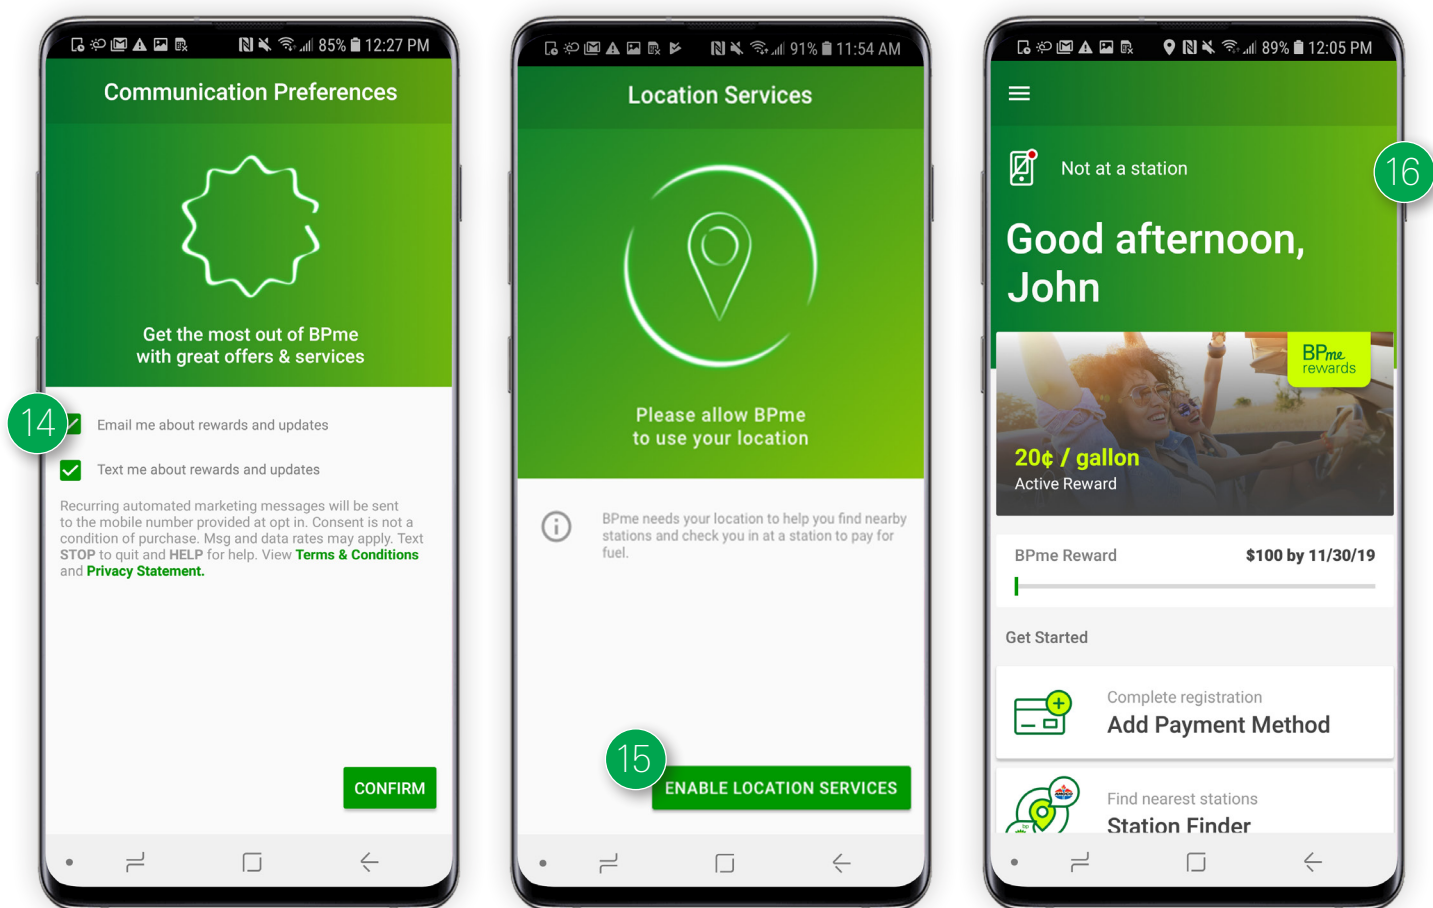 85% 12:27 PM
Communication Preferences
Get the most out of BPme
with great offers & services
14
Email me about rewards and updates
Text me about rewards and updates
Recurring automated marketing messages will be sent
to the mobile number provided at opt in. Consent is not a
condition of purchase. Msg and data rates may apply. Text
STOP to quit and HELP for help. View Terms & Conditions
and Privacy Statement.
CONFIRM
91% 11:54 AM
Location Services
Please allow BPme
to use your location
BPme needs your location to help you find nearby
stations and check you in at a station to pay for
fuel.
15
ENABLE LOCATION SERVICES
89% 12:05 PM
Not at a station
16
Good afternoon,
John
BPme
rewards
20¢ / gallon
Active Reward
BPme Reward $100 by 11/30/19
Get Started
Complete registration
Add Payment Method
Find nearest stations
Station Finder
AMOCO
bp